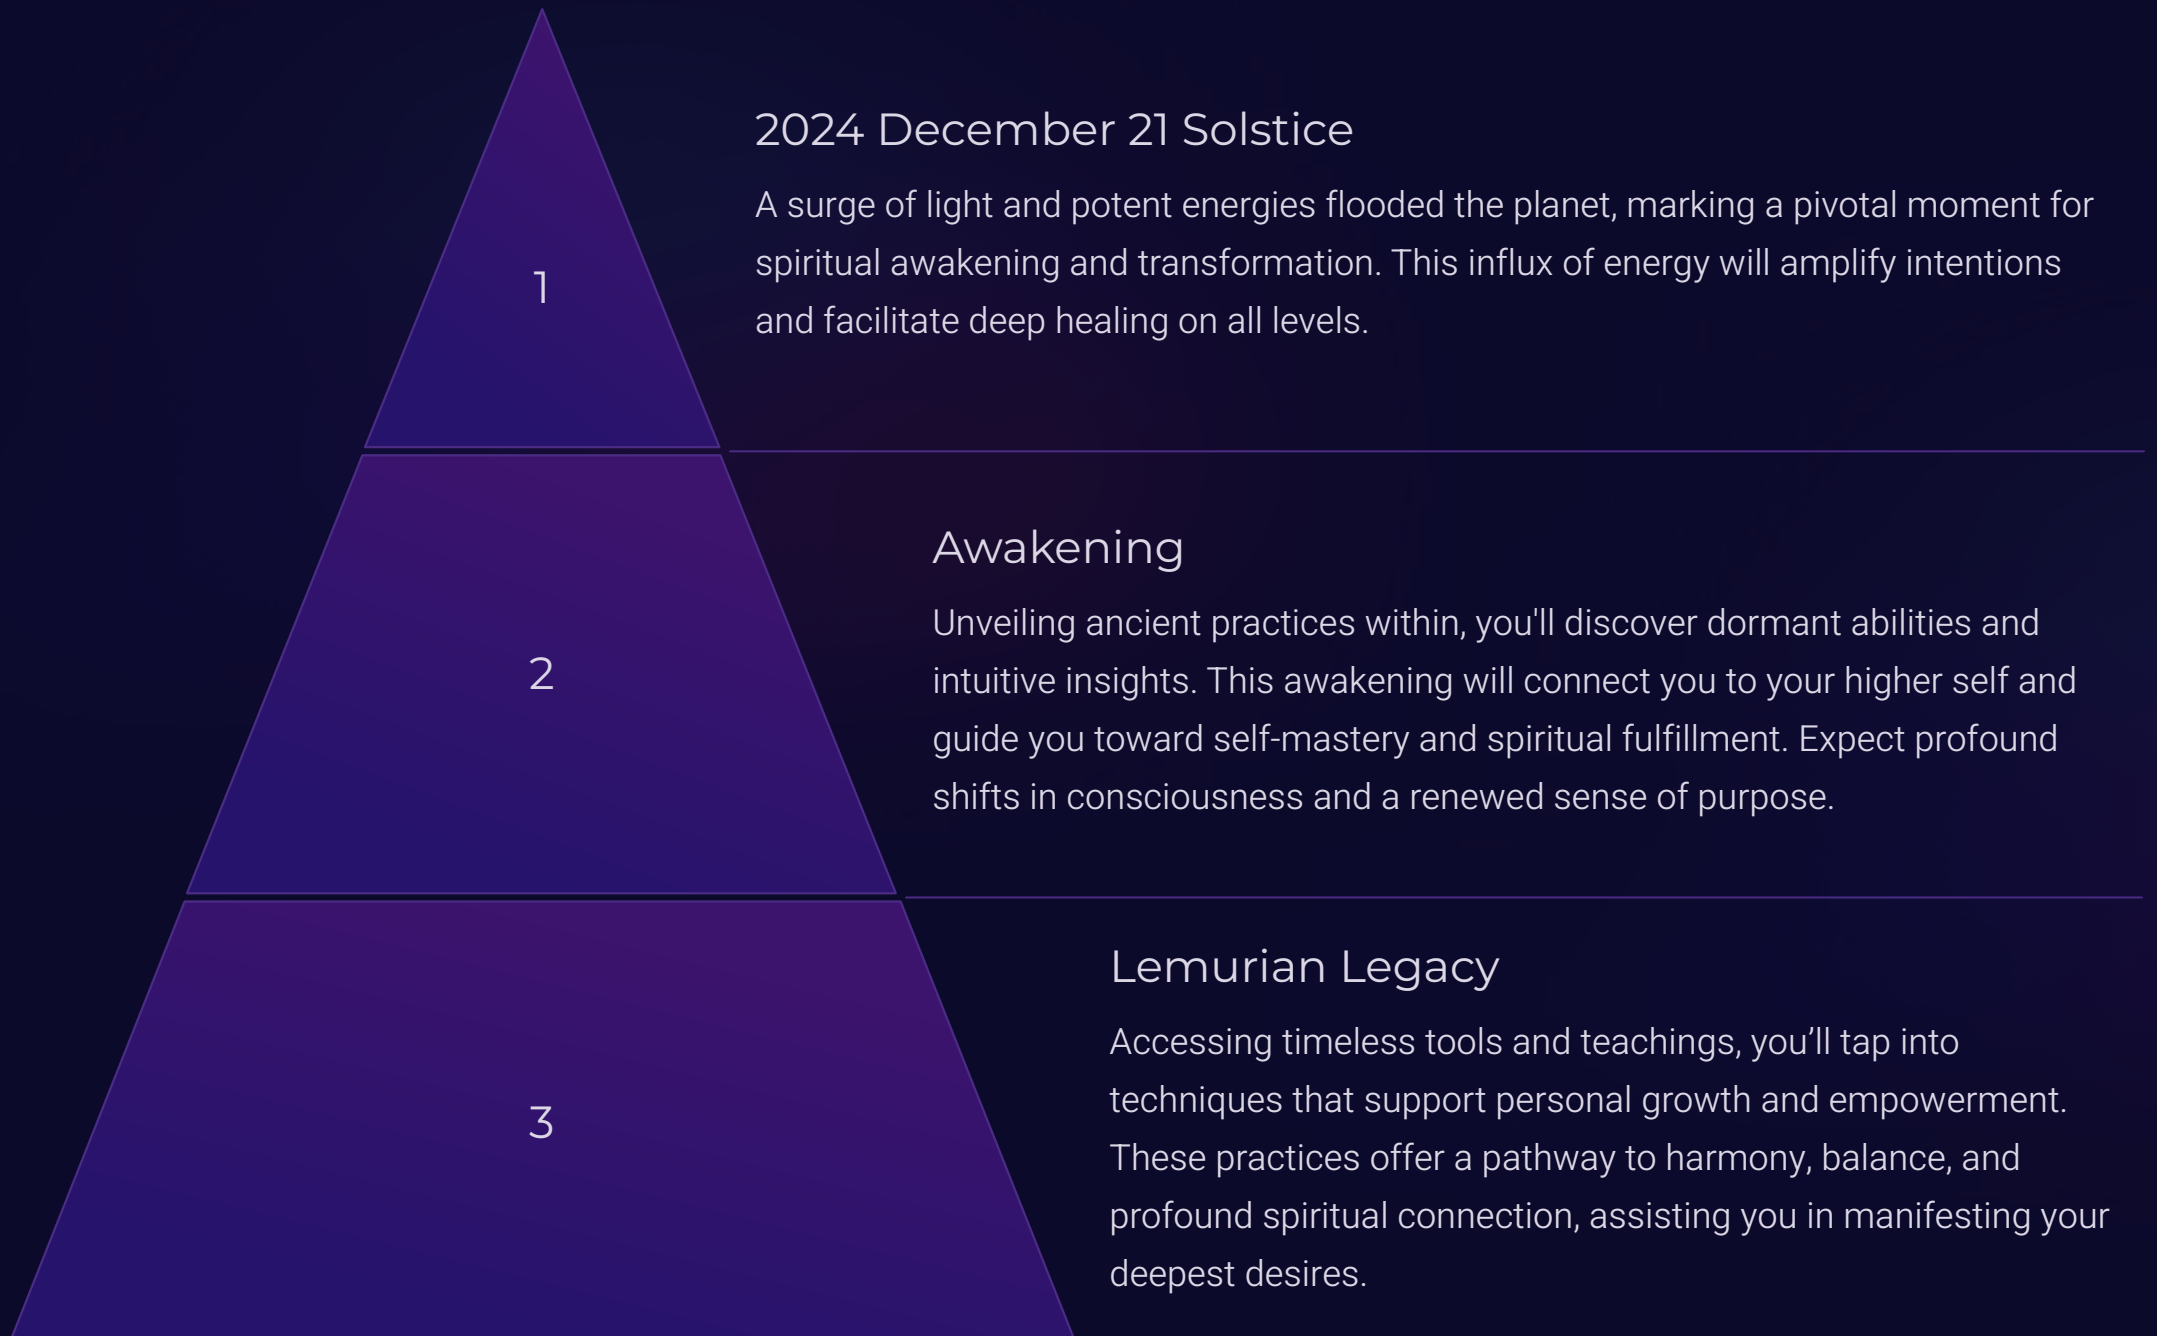 1
2024 December 21 Solstice
A surge of light and potent energies flooded the planet, marking a pivotal moment for
spiritual awakening and transformation. This influx of energy will amplify intentions
and facilitate deep healing on all levels.
2
Awakening
Unveiling ancient practices within, you'll discover dormant abilities and
intuitive insights. This awakening will connect you to your higher self and
guide you toward self-mastery and spiritual fulfillment. Expect profound
shifts in consciousness and a renewed sense of purpose.
3
Lemurian Legacy
Accessing timeless tools and teachings, you’ll tap into
techniques that support personal growth and empowerment.
These practices offer a pathway to harmony, balance, and
profound spiritual connection, assisting you in manifesting your
deepest desires.